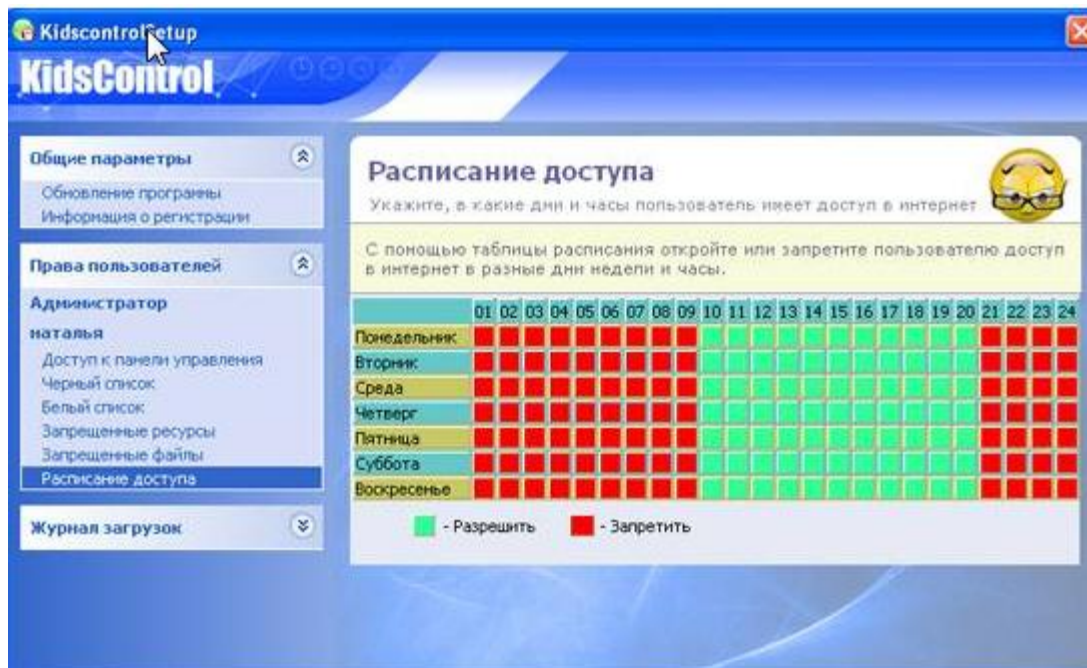 KidscontrolSetup
KidsControl
Общие параметры
Обновление программы
Информация о регистрации
Права пользователей
Администратор
наталья
Доступ к панели управления
Черный список
Белый список
Запрещенные ресурсы
Запрещенные файлы
Расписание доступа
Журнал загрузок
Расписание доступа
Укажите, в какие дни и часы пользователь имеет доступ в интернет
С помощью таблицы расписания откройте или запретите пользователю доступ
в интернет в разные дни недели и часы.
01 02 03 04 05 06 07 08 09 10 11 12 13 14 15 16 17 18 19 20 21 22 23 24
Понедельник
Вторник
Среда
Четверг
Пятница
Суббота
Воскресенье
- Разрешить - Запретить